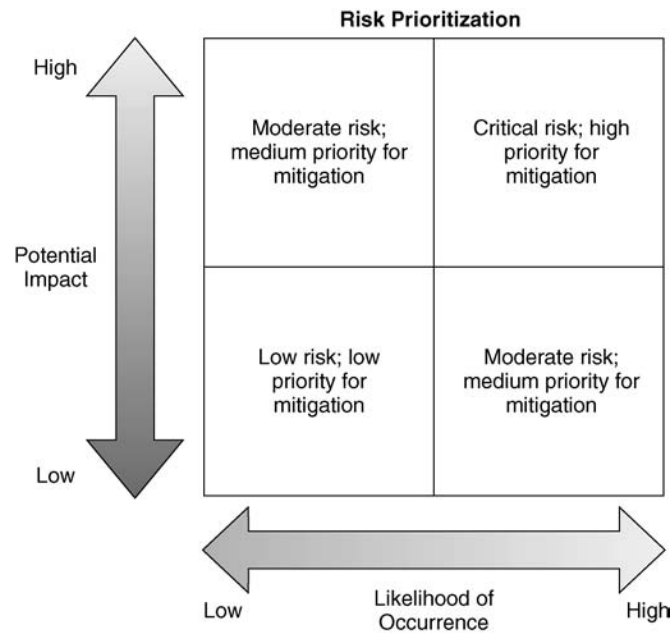 Risk Prioritization
High
Moderate risk;
medium priority for
mitigation
Critical risk; high
priority for
mitigation
Potential
Impact
Low risk; low
priority for
mitigation
Moderate risk;
medium priority for
mitigation
Low
Low
Likelihood of
Occurrence
High